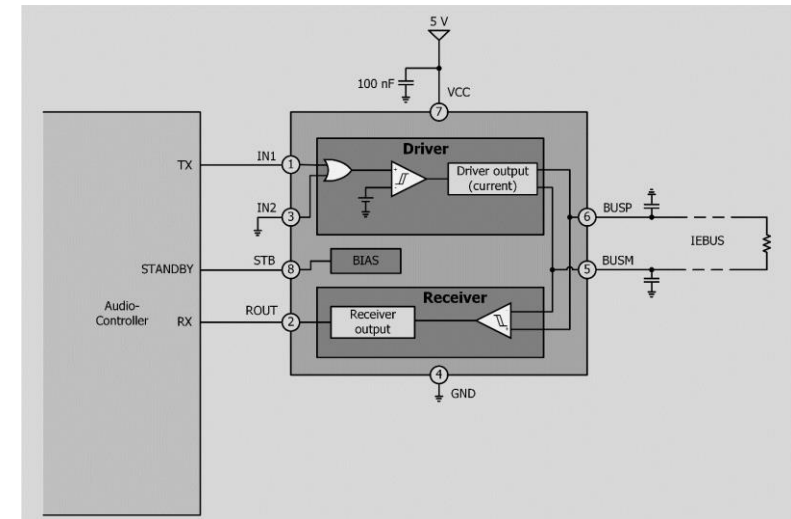 5 V
100 nF
VCC
7
Driver
TX
IN1
1
Driver output
(current)
IN2
3
6
BUSP
IEBUS
STANDBY
STB
8
BIAS
5
BUSM
Audio-
Controller
RX
ROUT
2
Receiver
Receiver
output
4
GND